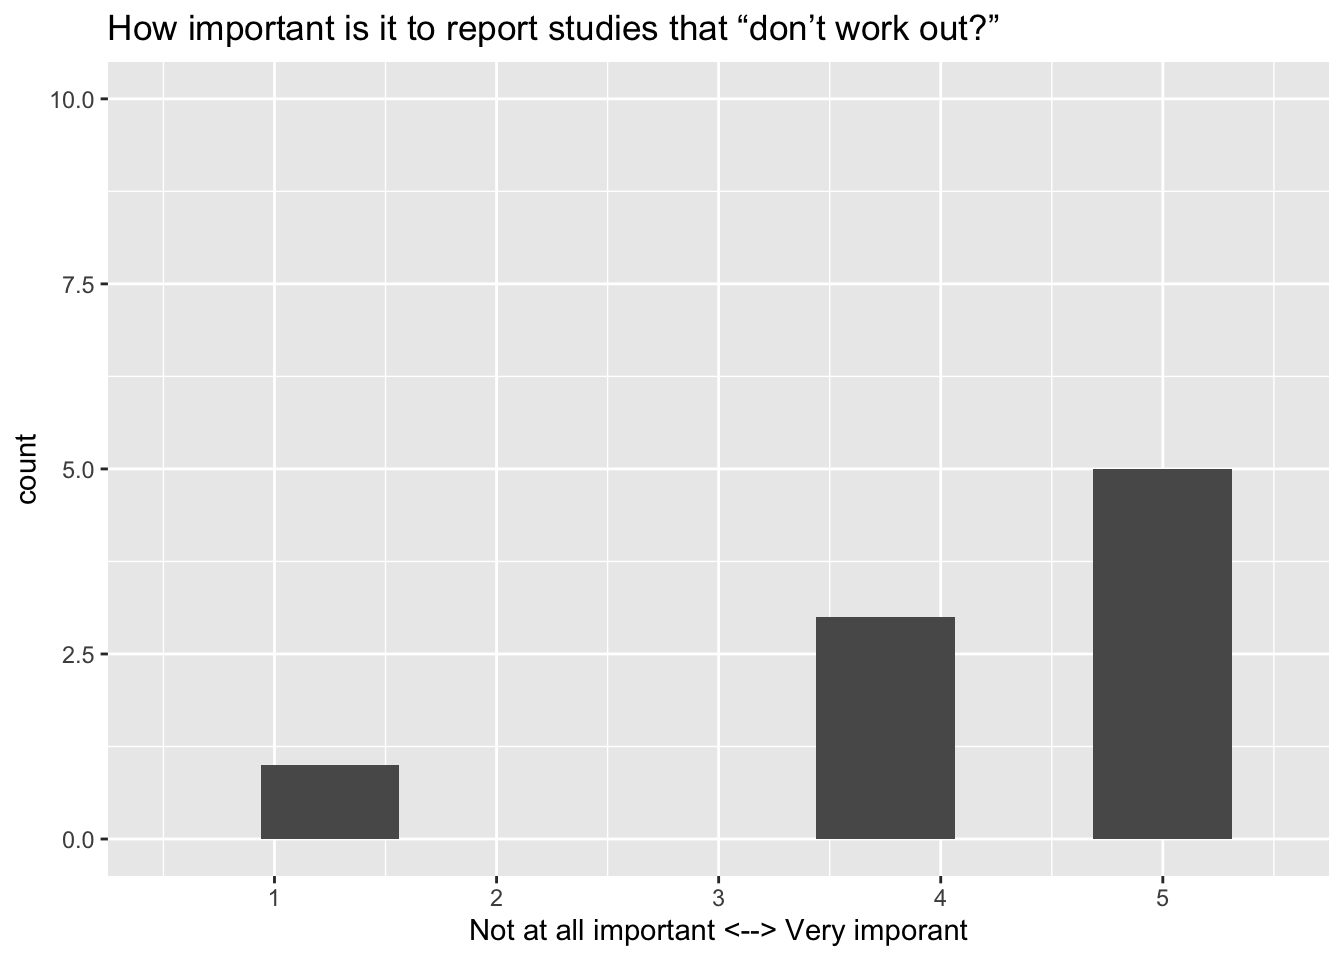 How important is it to report studies that “don’t work out?”
10.0
7.5
5.0
2.5
0.0
count
1 2 3 4 5
Not at all important <--> Very imporant